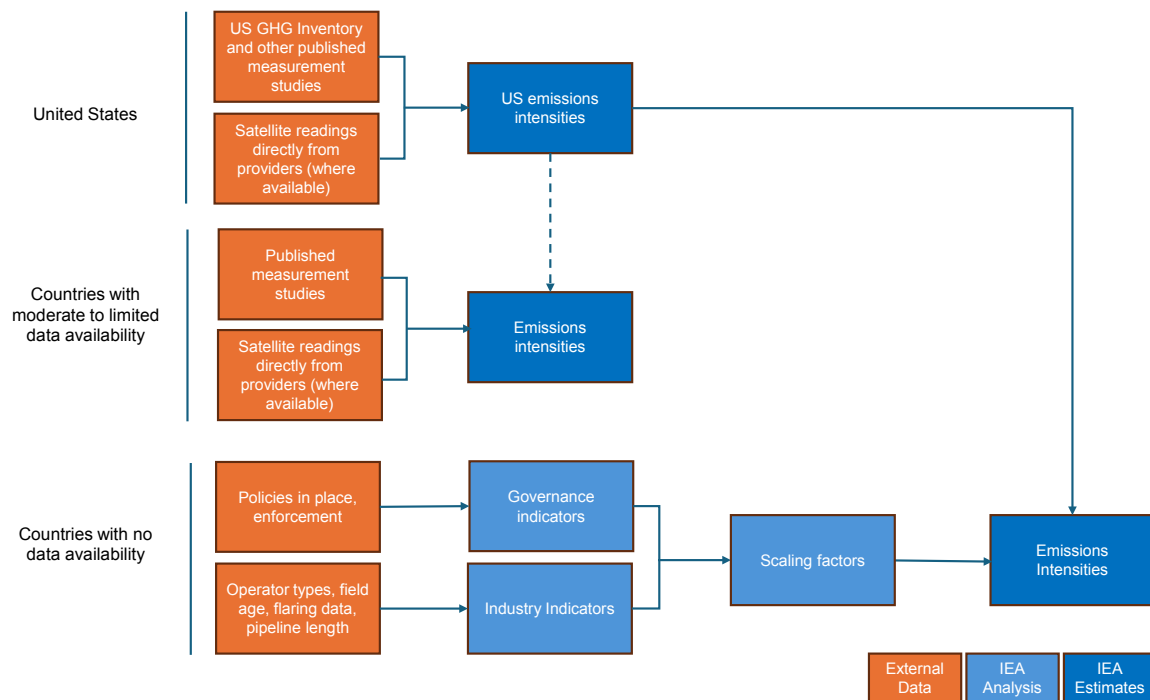 United States
US GHG Inventory
and other published
measurement
studies
Satellite readings
directly from
providers (where
available)
US emissions
intensities
Countries with
moderate to limited
data availability
Published
measurement
studies
Satellite readings
directly from
providers (where
available)
Emissions
intensities
Countries with no
data availability
Policies in place,
enforcement
Governance
indicators
Operator types, field
age, flaring data,
pipeline length
Industry Indicators
Scaling factors
Emissions
Intensities
External
Data
IEA
Analysis
IEA
Estimates